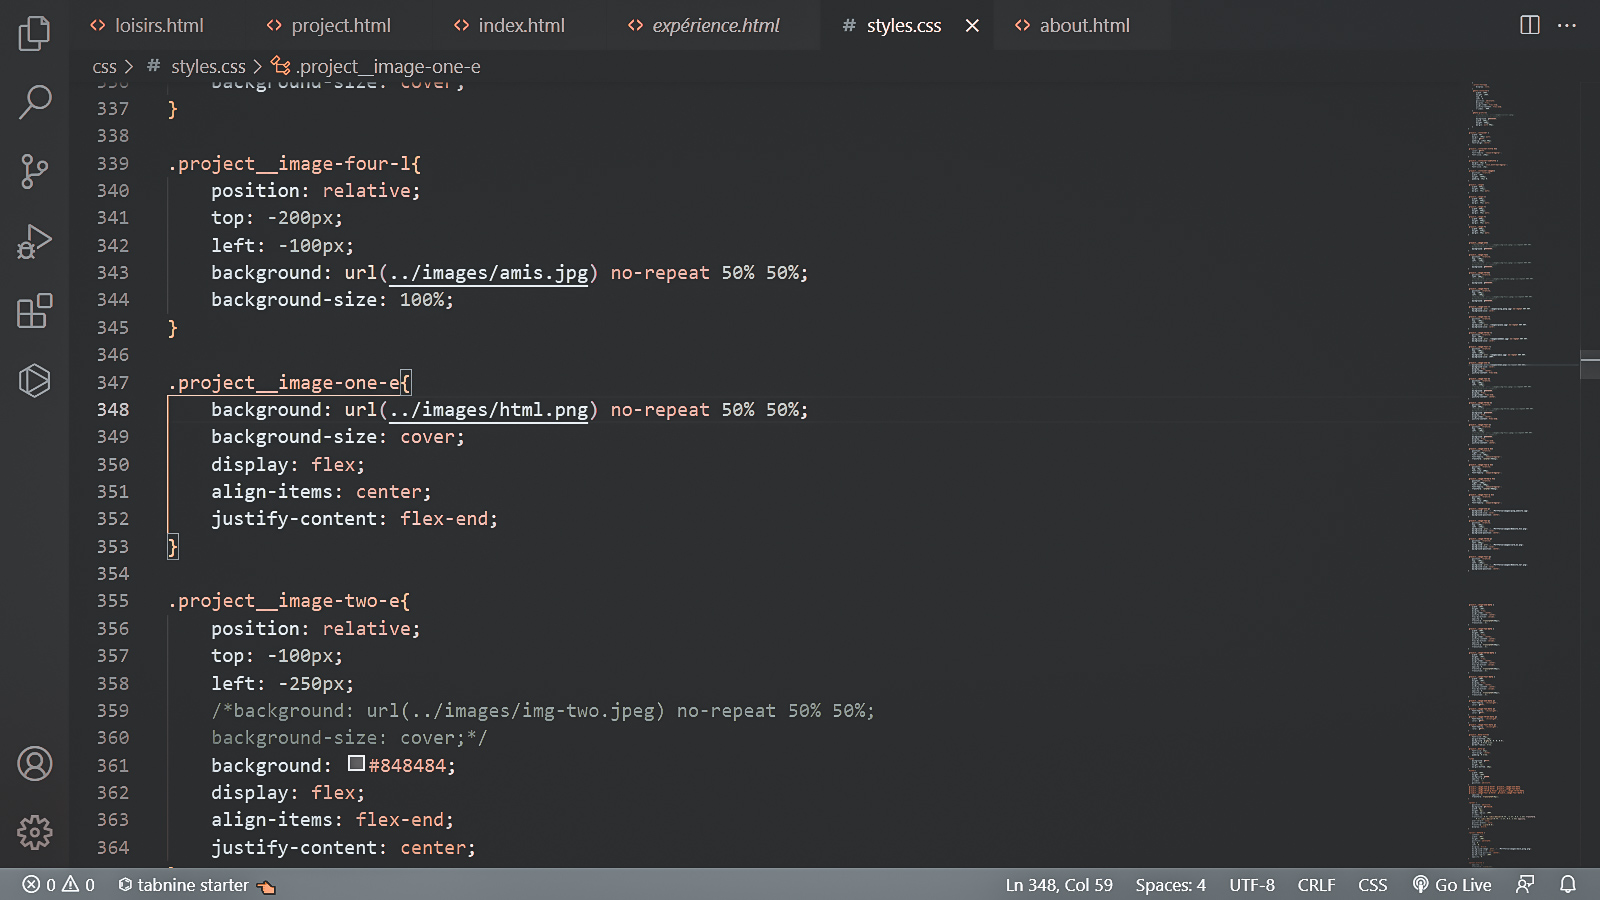 loisirs.html project.html index.html expérience.html # styles.css about.html
css > # styles.css > .project__image-one-e
336 background-size: cover;
337 }
338
339 .project__image-four-l{
340 position: relative;
341 top: -200px;
342 left: -100px;
343 background: url(../images/amis.jpg) no-repeat 50% 50%;
344 background-size: 100%;
345 }
346
347 .project__image-one-e{
348 background: url(../images/html.png) no-repeat 50% 50%;
349 background-size: cover;
350 display: flex;
351 align-items: center;
352 justify-content: flex-end;
353 }
354
355 .project__image-two-e{
356 position: relative;
357 top: -100px;
358 left: -250px;
359 /*background: url(../images/img-two.jpeg) no-repeat 50% 50%;
360 background-size: cover;*/
361 background: #848484;
362 display: flex;
363 align-items: flex-end;
364 justify-content: center;
0 0 tabnine starter Ln 348, Col 59 Spaces: 4 UTF-8 CRLF CSS Go Live